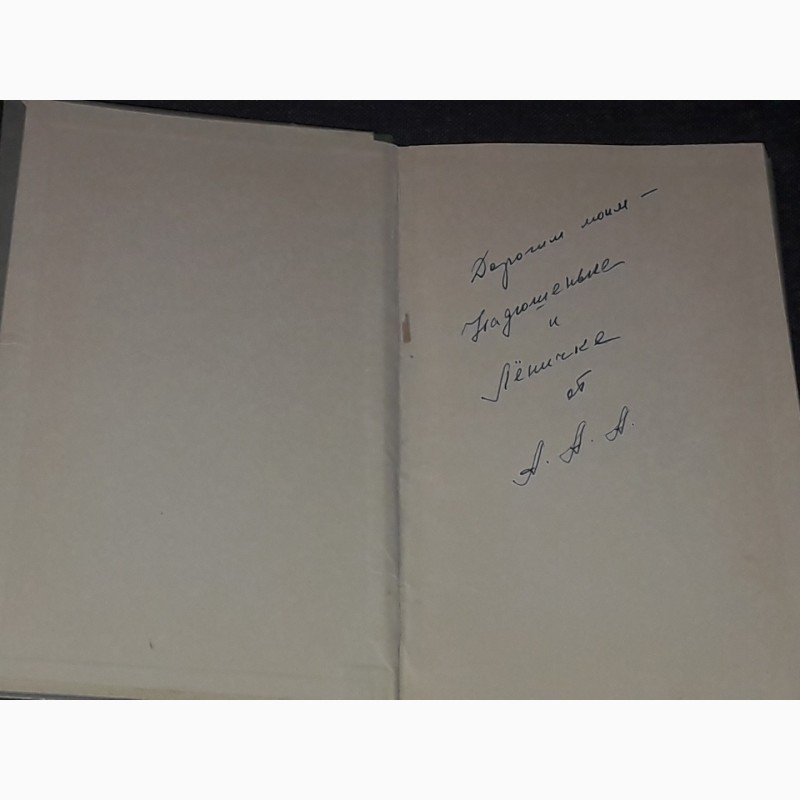 Дорогим моим —
Надюшеньке
и
Лёничке
от
А. А. А.